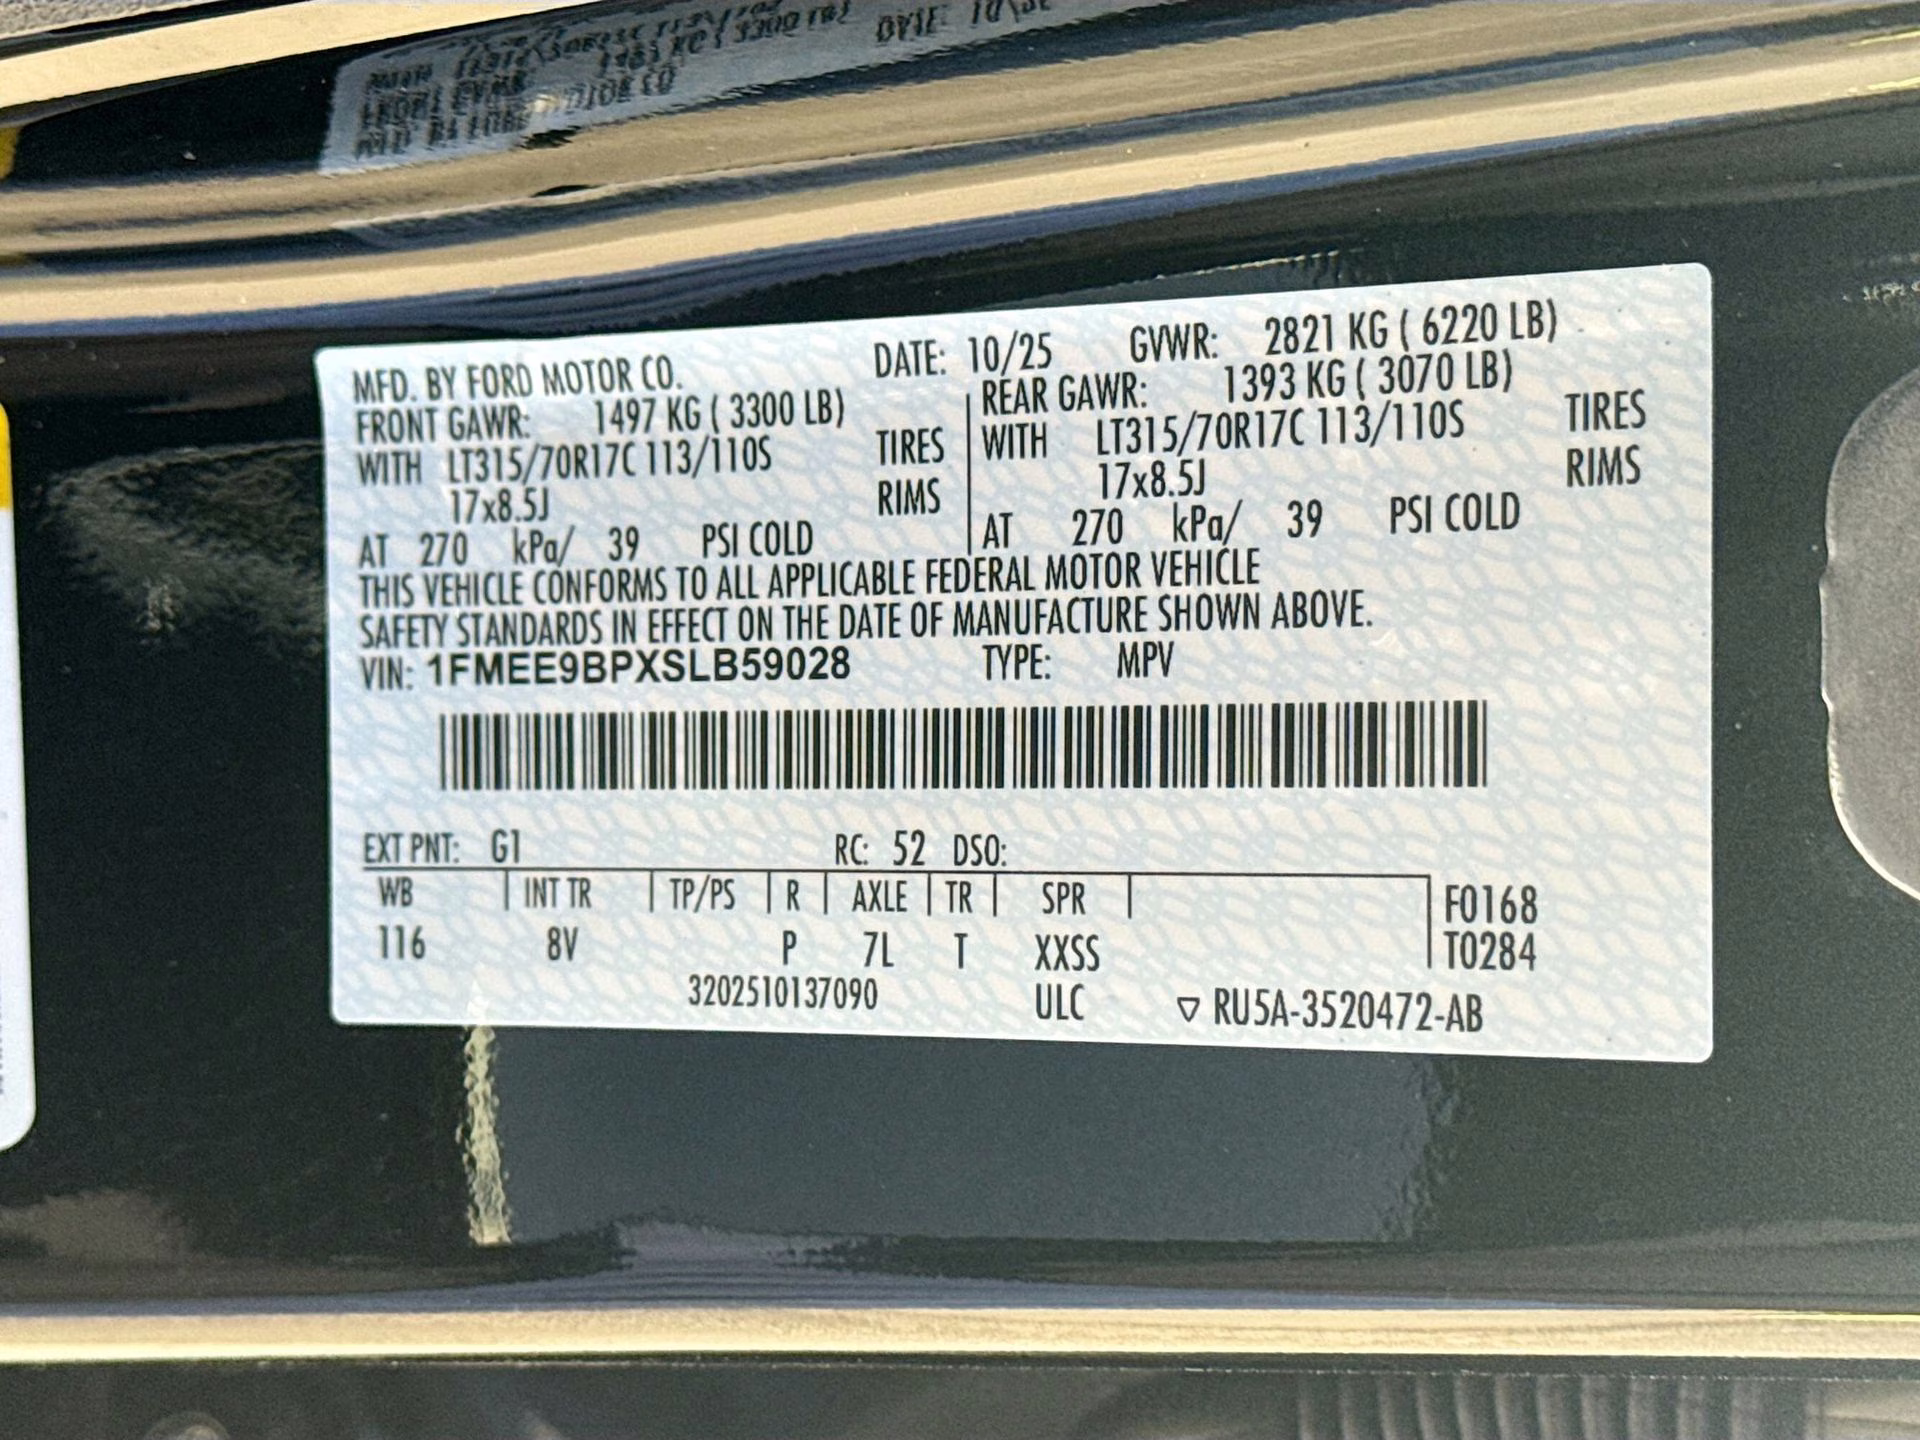 MFD. BY FORD MOTOR CO. DATE: 10/25 GVWR: 2821 KG ( 6220 LB)
FRONT GAWR: 1497 KG ( 3300 LB) REAR GAWR: 1393 KG ( 3070 LB)
WITH LT315/70R17C 113/110S TIRES WITH LT315/70R17C 113/110S TIRES
17x8.5J RIMS 17x8.5J RIMS
AT 270 kPa/ 39 PSI COLD AT 270 kPa/ 39 PSI COLD
THIS VEHICLE CONFORMS TO ALL APPLICABLE FEDERAL MOTOR VEHICLE
SAFETY STANDARDS IN EFFECT ON THE DATE OF MANUFACTURE SHOWN ABOVE.
VIN: 1FMEE9BPXSLB59028 TYPE: MPV
EXT PNT: G1 RC: 52 DSO:
WB INT TR TP/PS R AXLE TR SPR F0168
116 8V P 7L T XXSS T0284
3202510137090 ULC ▽ RU5A-3520472-AB